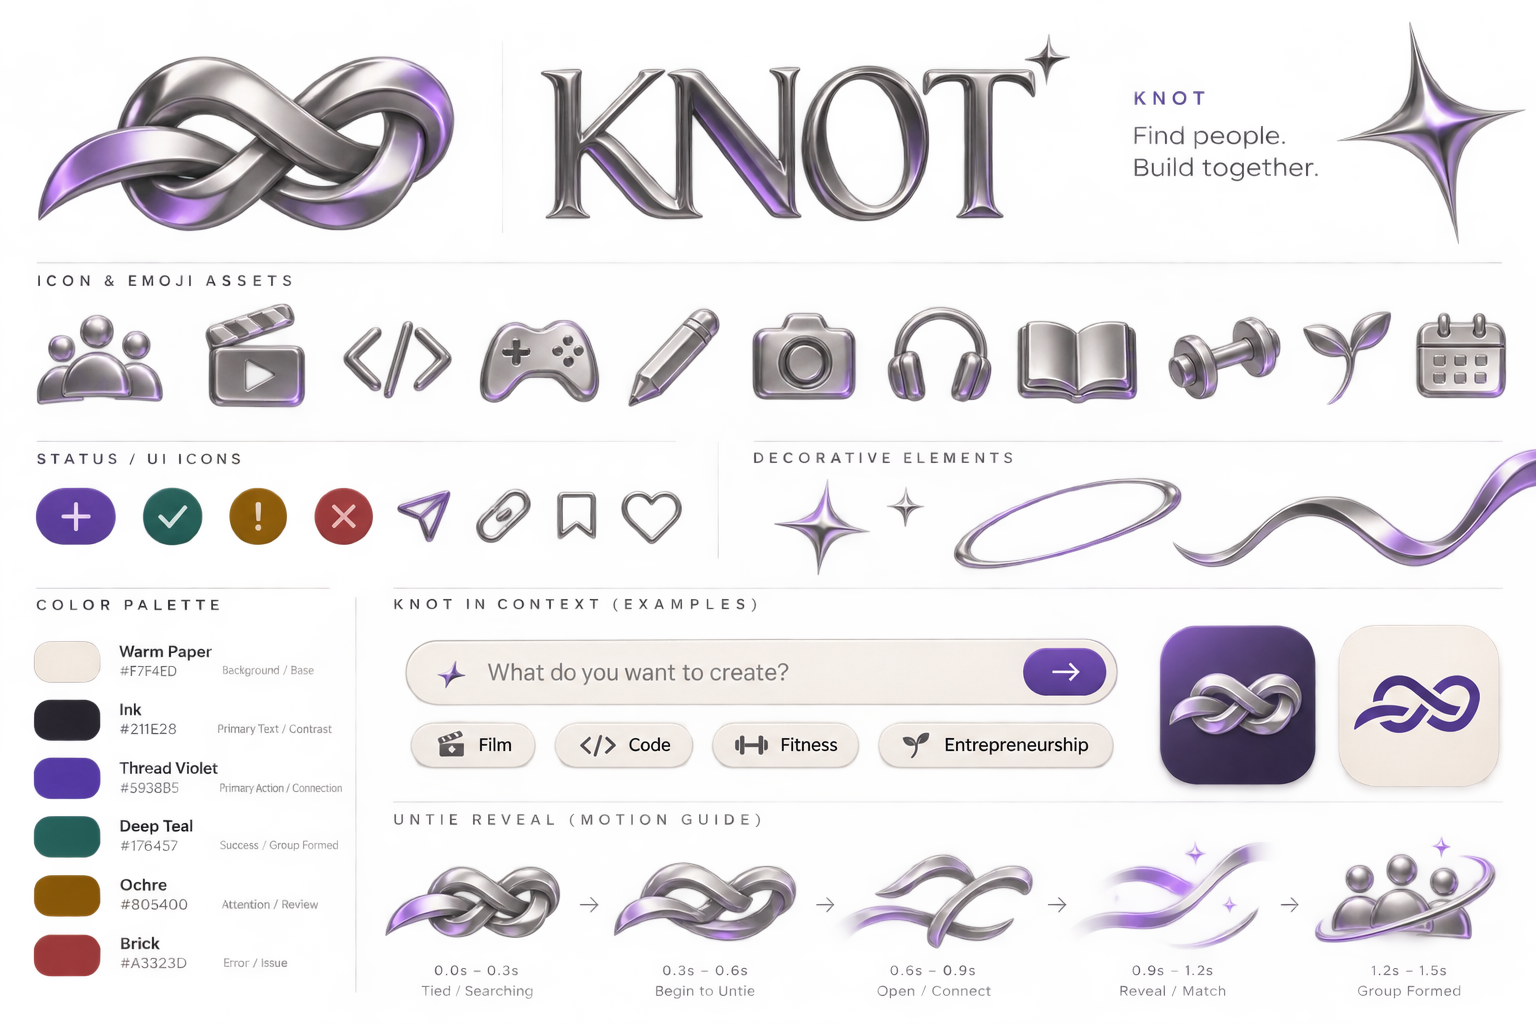 KNOT
KNOT
Find people.
Build together.
ICON & EMOJI ASSETS
STATUS / UI ICONS
DECORATIVE ELEMENTS
COLOR PALETTE
Warm Paper
#F7F4ED
Background / Base
Ink
#211E28
Primary Text / Contrast
Thread Violet
#5938B5
Primary Action / Connection
Deep Teal
#176457
Success / Group Formed
Ochre
#805400
Attention / Review
Brick
#A3323D
Error / Issue
KNOT IN CONTEXT (EXAMPLES)
What do you want to create?
Film
Code
Fitness
Entrepreneurship
UNTIE REVEAL (MOTION GUIDE)
0.0s – 0.3s
Tied / Searching
0.3s – 0.6s
Begin to Untie
0.6s – 0.9s
Open / Connect
0.9s – 1.2s
Reveal / Match
1.2s – 1.5s
Group Formed